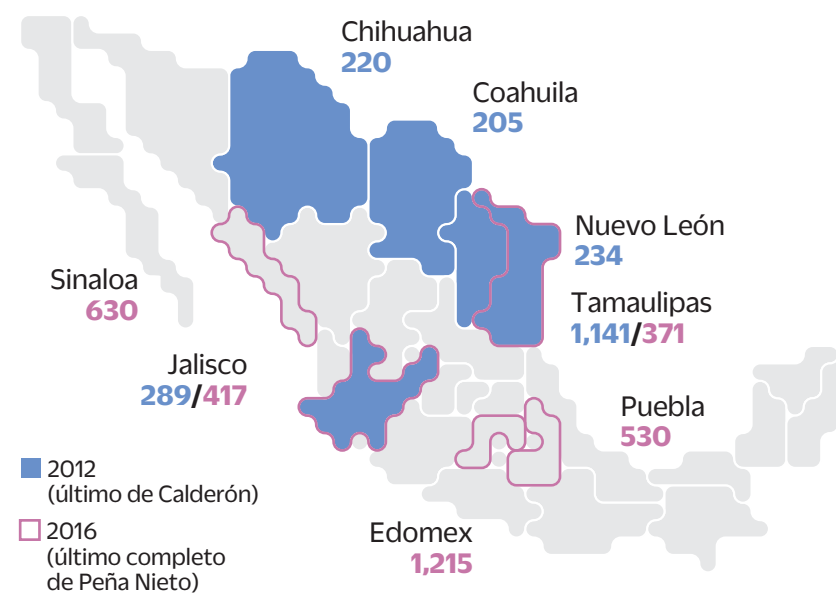 Chihuahua
220
Coahuila
205
Nuevo León
234
Sinaloa
630
Tamaulipas
1,141/371
Jalisco
289/417
Puebla
530
2012
(último de Calderón)
2016
(último completo
de Peña Nieto)
Edomex
1,215